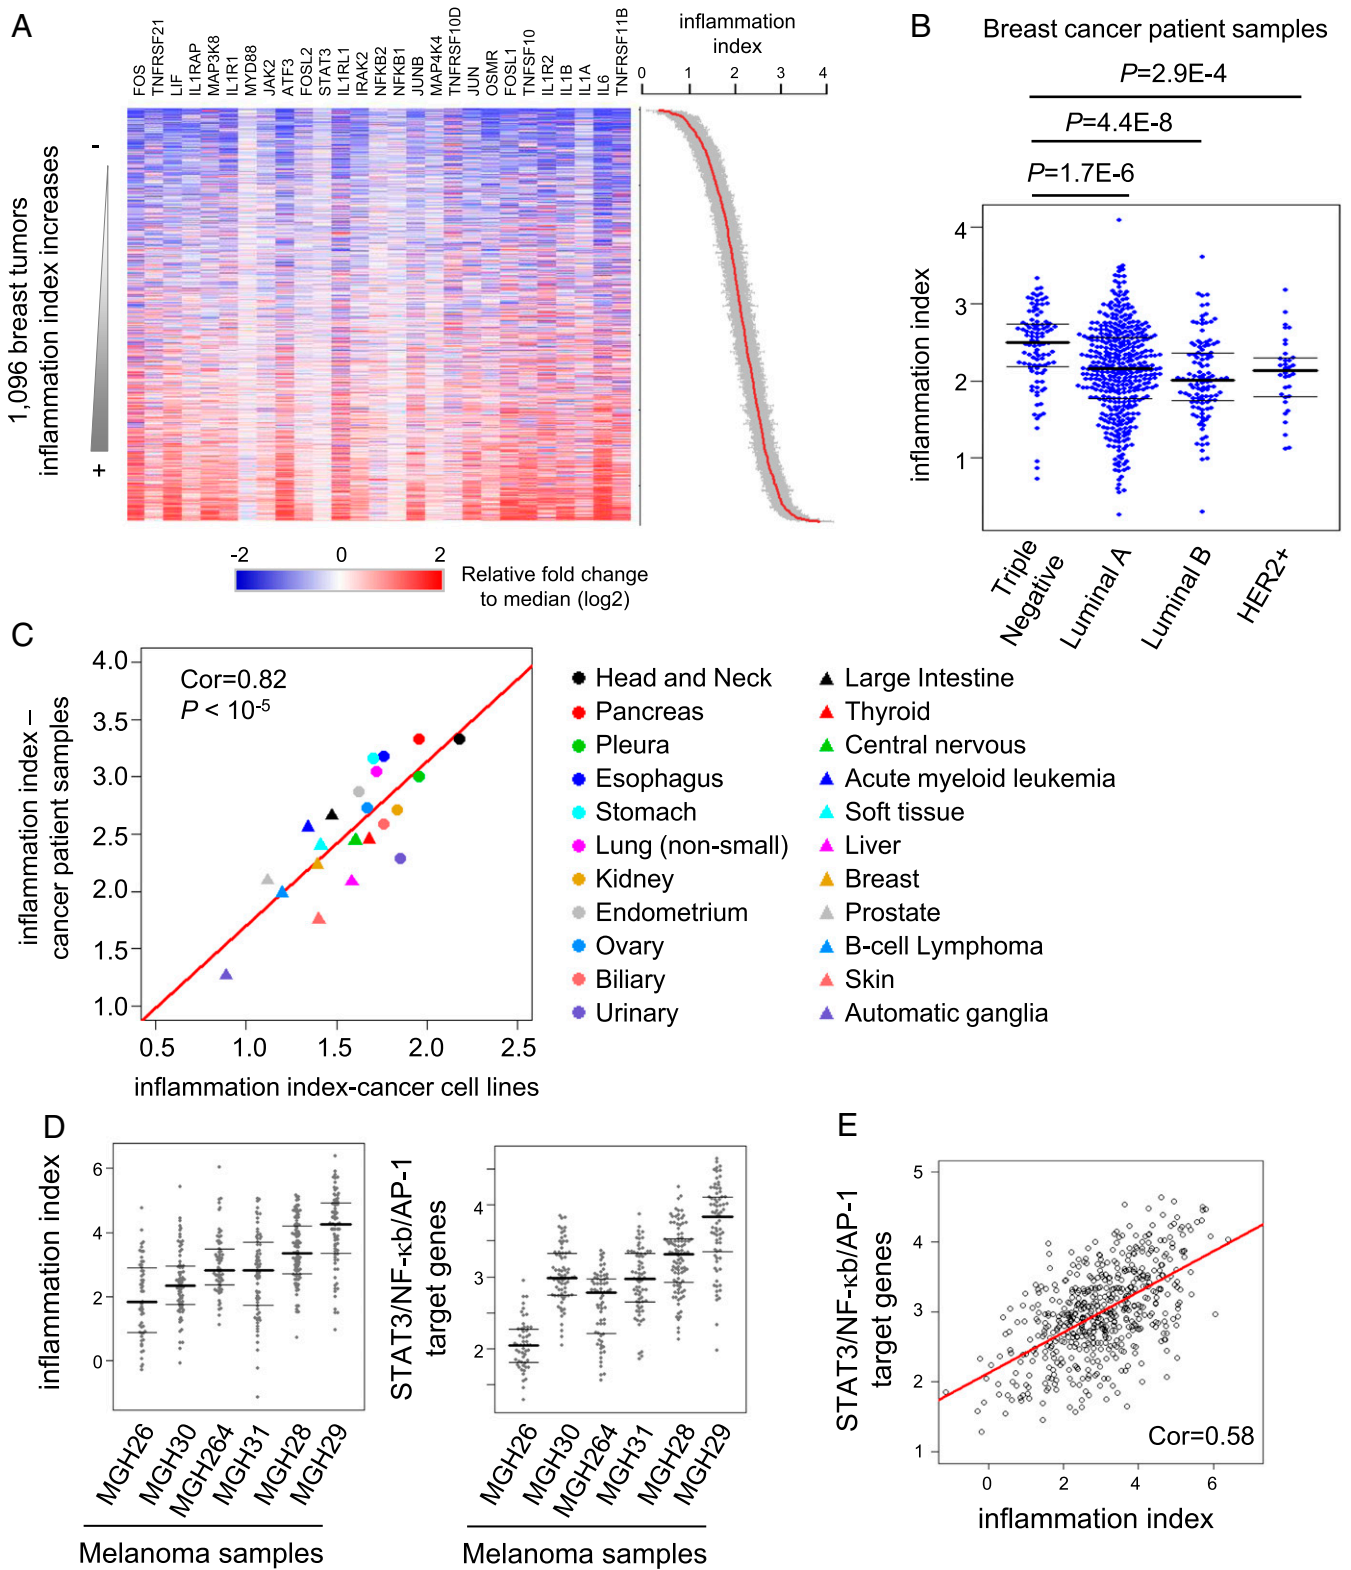 A
FOS
TNFRSF21
LIF
IL1RAP
MAP3K8
IL1R1
MYD88
JAK2
ATF3
FOSL2
STAT3
IL1RL1
IRAK2
NFKB2
NFKB1
JUNB
MAP4K4
TNFRSF10D
JUN
OSMR
FOSL1
TNFSF10
IL1R2
IL1B
IL1A
IL6
TNFRSF11B
inflammation
index
0 1 2 3 4
1,096 breast tumors
inflammation index increases
-
+
-2 0 2
Relative fold change
to median (log2)
B
Breast cancer patient samples
P=2.9E-4
P=4.4E-8
P=1.7E-6
inflammation index
4
3
2
1
Triple
Negative
Luminal A
Luminal B
HER2+
C
inflammation index –
cancer patient samples
4.0
3.5
3.0
2.5
2.0
1.5
1.0
Cor=0.82
P < 10-5
0.5 1.0 1.5 2.0 2.5
inflammation index-cancer cell lines
Head and Neck
Pancreas
Pleura
Esophagus
Stomach
Lung (non-small)
Kidney
Endometrium
Ovary
Biliary
Urinary
Large Intestine
Thyroid
Central nervous
Acute myeloid leukemia
Soft tissue
Liver
Breast
Prostate
B-cell Lymphoma
Skin
Automatic ganglia
D
inflammation index
6
4
2
0
MGH26
MGH30
MGH264
MGH31
MGH28
MGH29
Melanoma samples
STAT3/NF-κb/AP-1
target genes
4
3
2
MGH26
MGH30
MGH264
MGH31
MGH28
MGH29
Melanoma samples
E
STAT3/NF-κb/AP-1
target genes
5
4
3
2
1
Cor=0.58
0 2 4 6
inflammation index